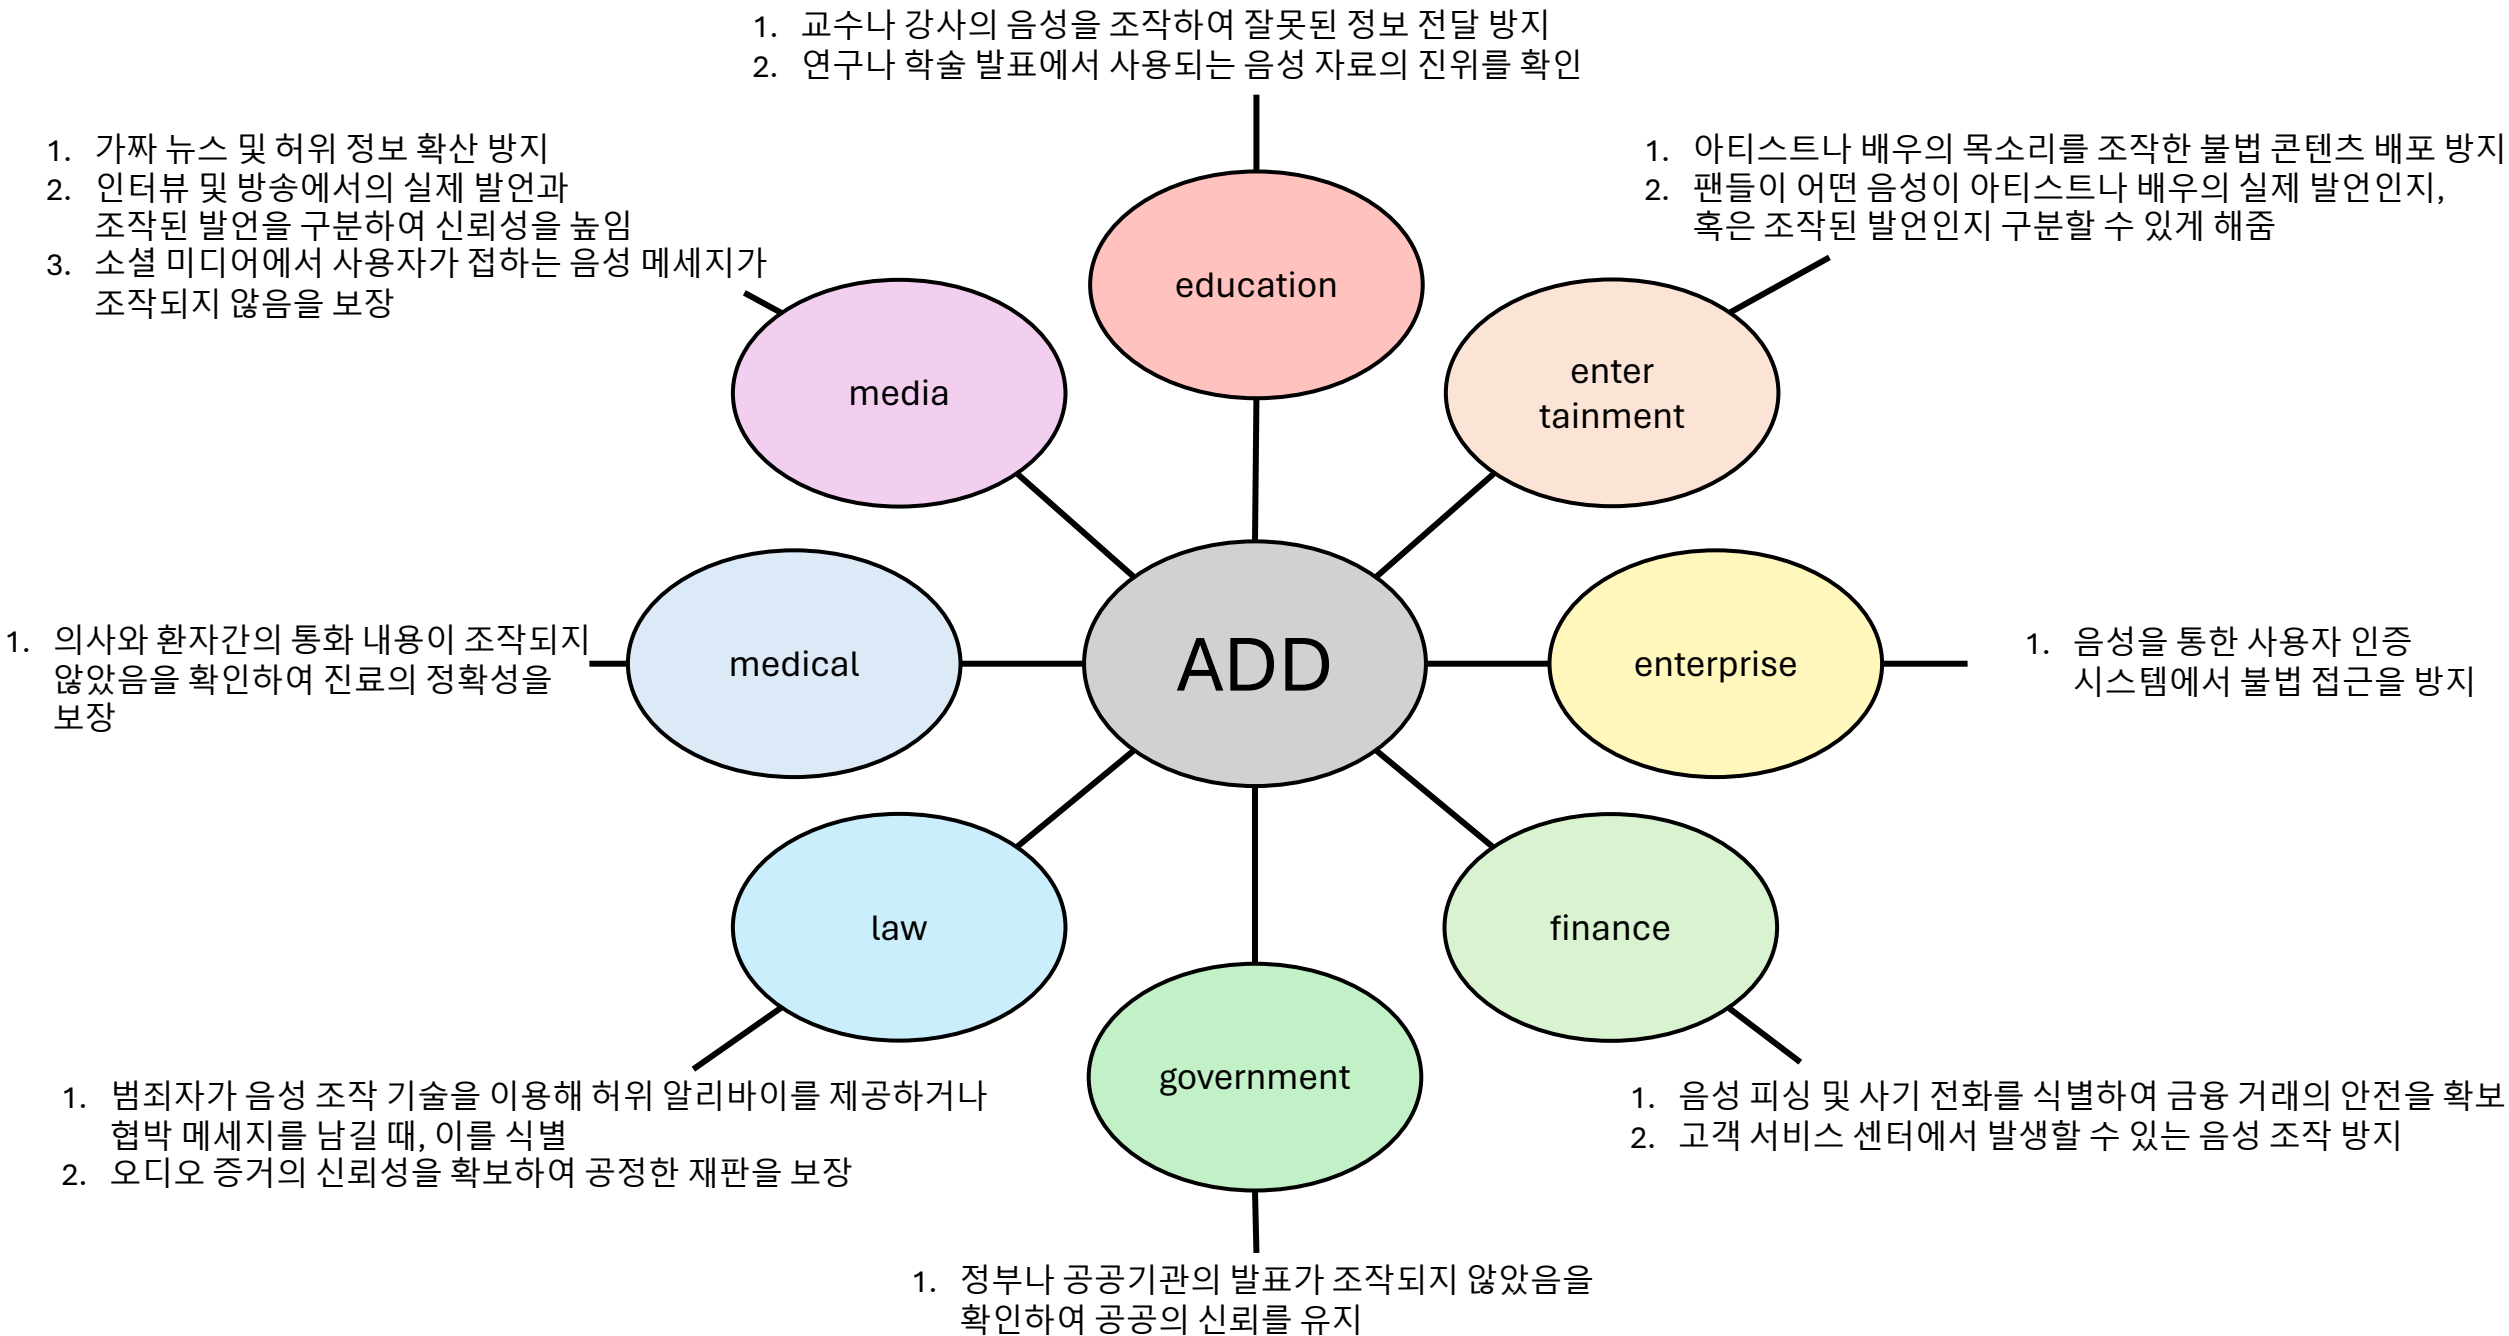 1. 교수나 강사의 음성을 조작하여 잘못된 정보 전달 방지
2. 연구나 학술 발표에서 사용되는 음성 자료의 진위를 확인
1. 가짜 뉴스 및 허위 정보 확산 방지
2. 인터뷰 및 방송에서의 실제 발언과
조작된 발언을 구분하여 신뢰성을 높임
3. 소셜 미디어에서 사용자가 접하는 음성 메세지가
조작되지 않음을 보장
1. 아티스트나 배우의 목소리를 조작한 불법 콘텐츠 배포 방지
2. 팬들이 어떤 음성이 아티스트나 배우의 실제 발언인지,
혹은 조작된 발언인지 구분할 수 있게 해줌
education
media
enter
tainment
1. 의사와 환자간의 통화 내용이 조작되지
않았음을 확인하여 진료의 정확성을
보장
medical
ADD
enterprise
1. 음성을 통한 사용자 인증
시스템에서 불법 접근을 방지
law
finance
government
1. 범죄자가 음성 조작 기술을 이용해 허위 알리바이를 제공하거나
협박 메세지를 남길 때, 이를 식별
2. 오디오 증거의 신뢰성을 확보하여 공정한 재판을 보장
1. 음성 피싱 및 사기 전화를 식별하여 금융 거래의 안전을 확보
2. 고객 서비스 센터에서 발생할 수 있는 음성 조작 방지
1. 정부나 공공기관의 발표가 조작되지 않았음을
확인하여 공공의 신뢰를 유지